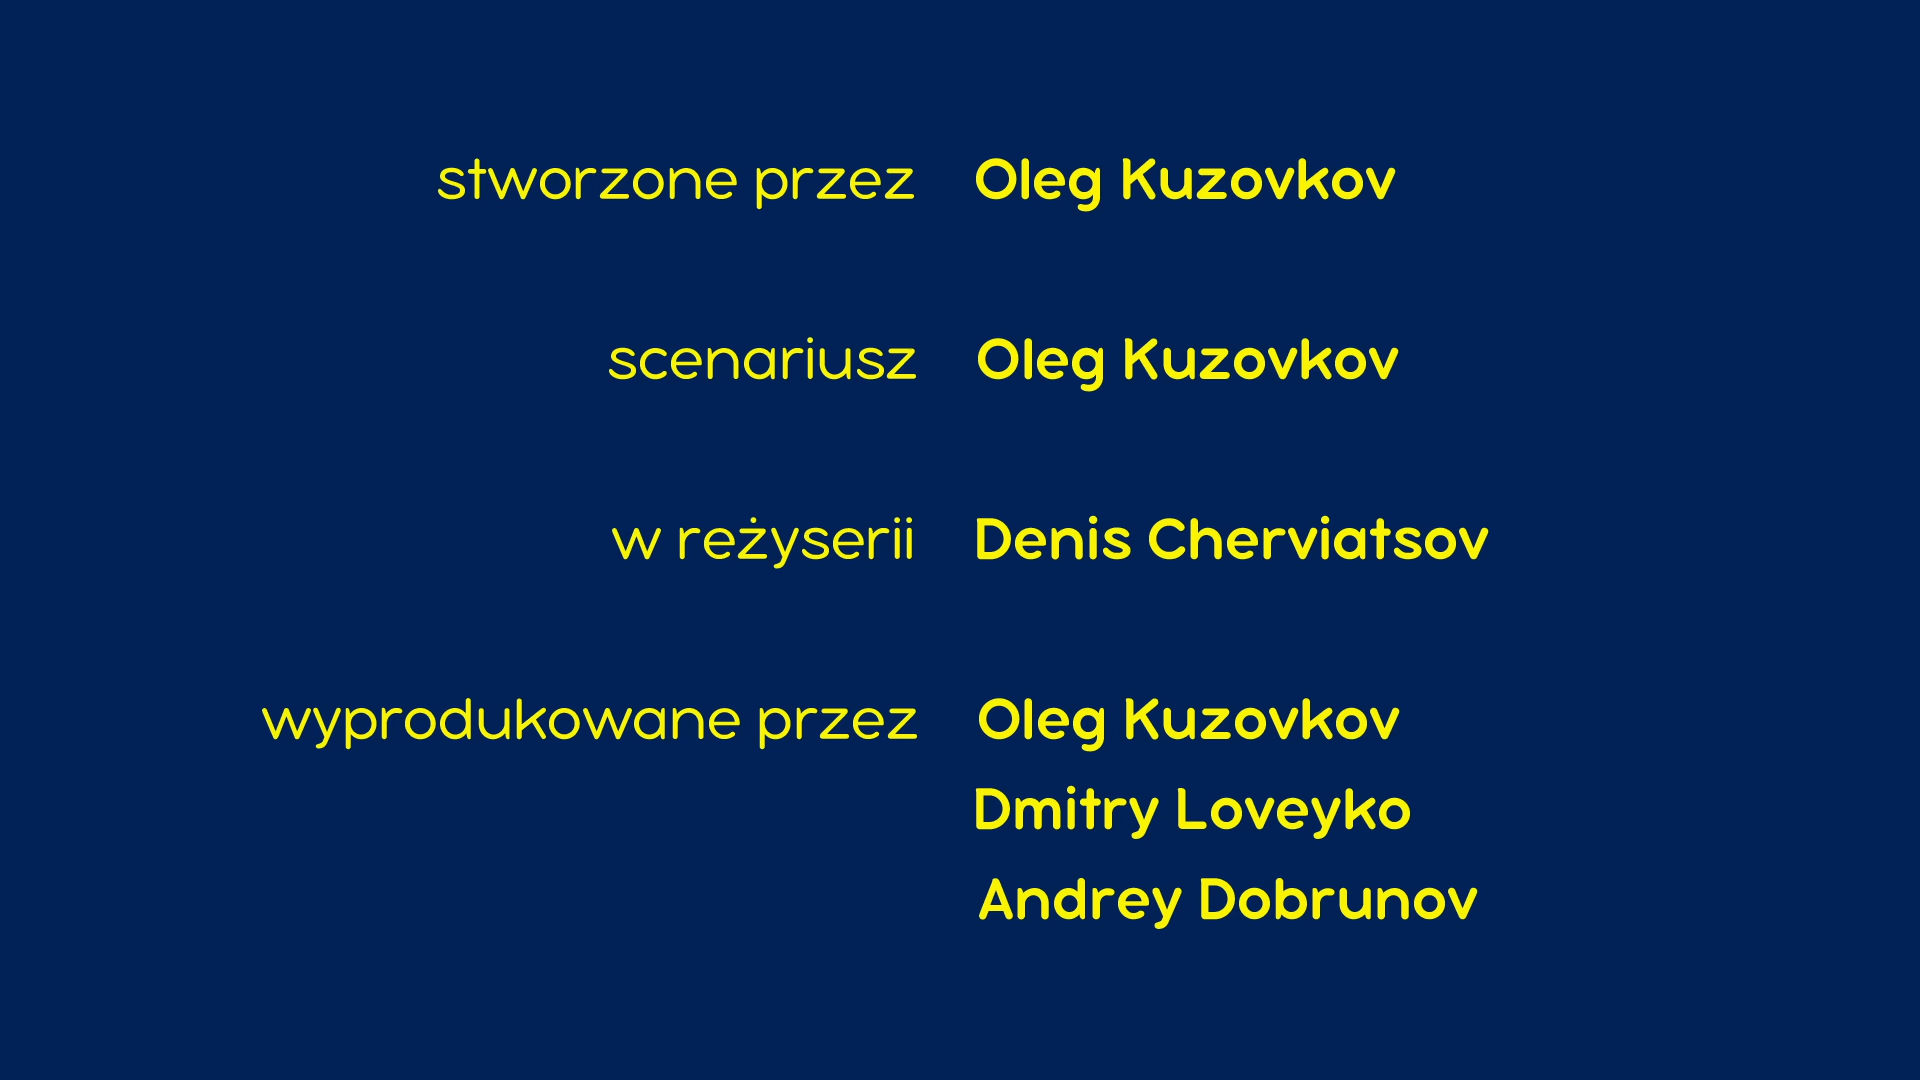 stworzone przez Oleg Kuzovkov
scenariusz Oleg Kuzovkov
w reżyserii Denis Cherviatsov
wyprodukowane przez Oleg Kuzovkov
Dmitry Loveyko
Andrey Dobrunov